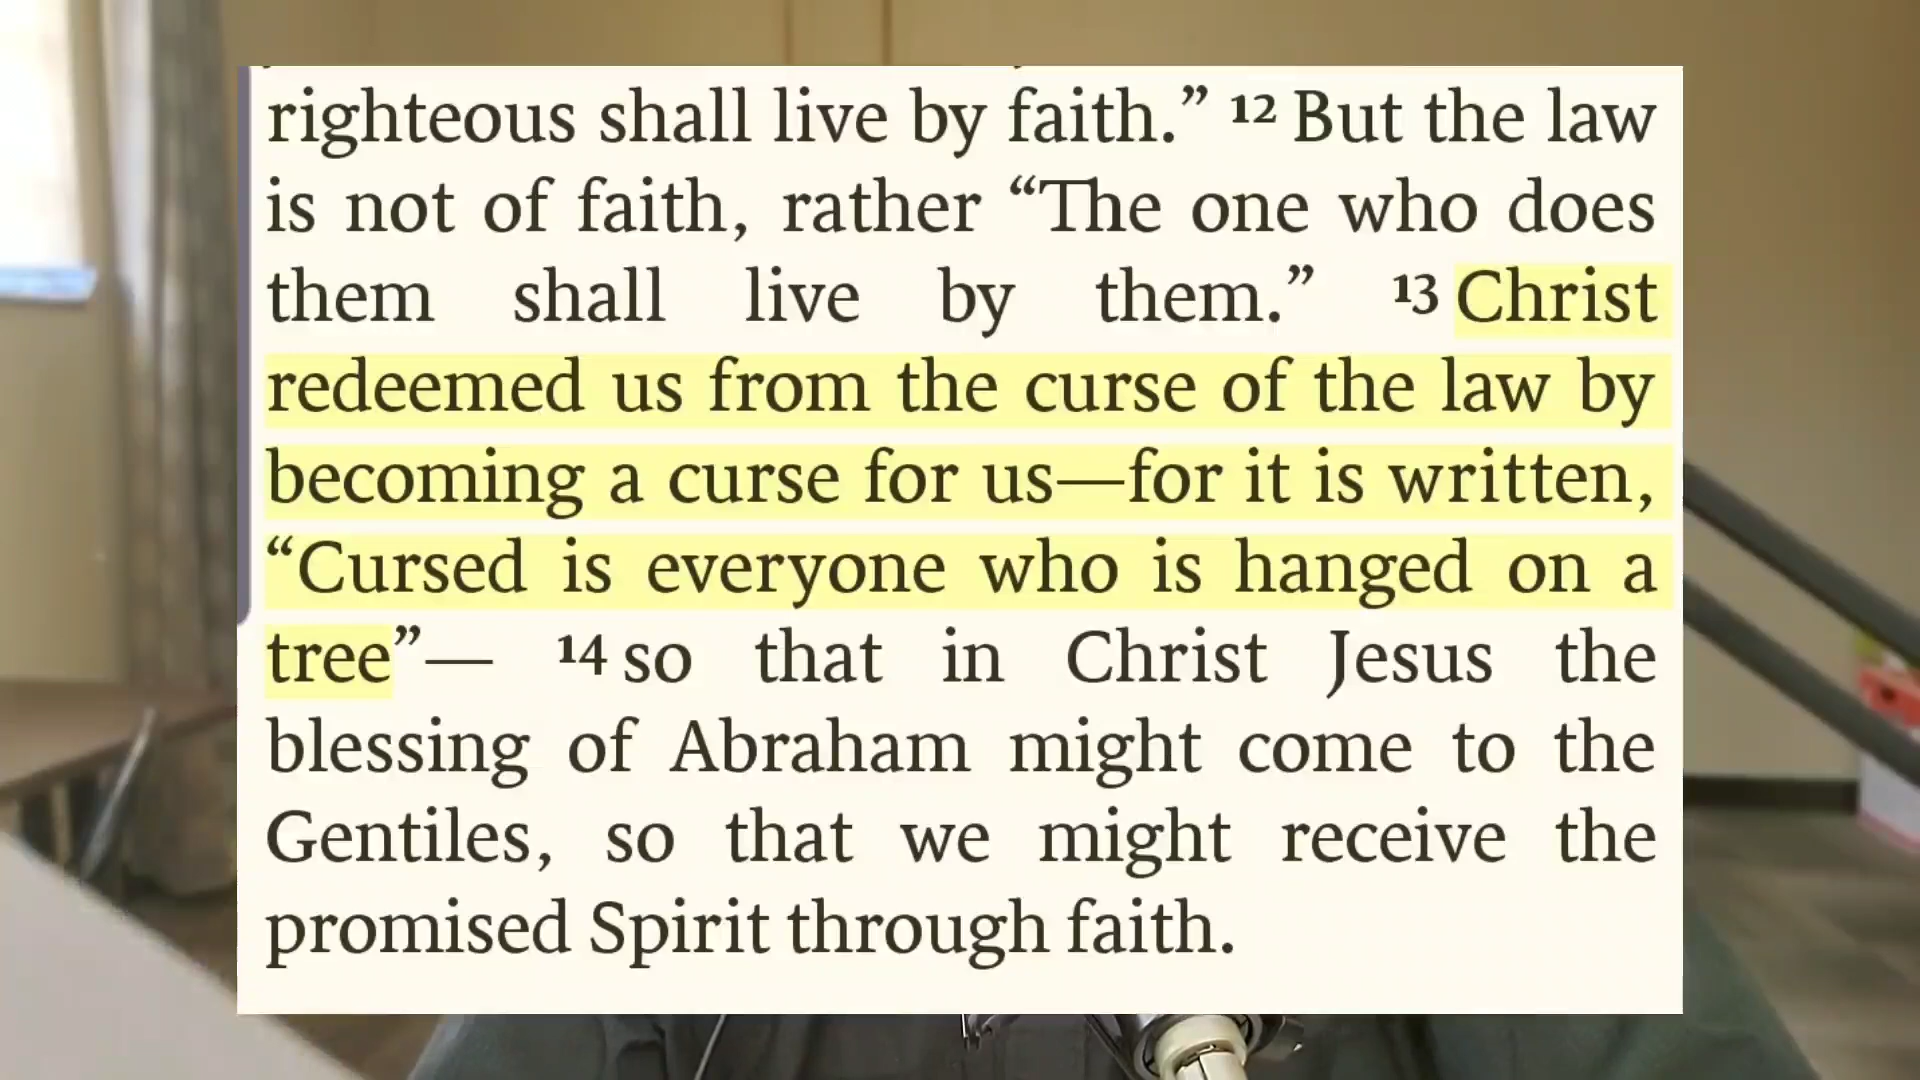 righteous shall live by faith.” 12 But the law
is not of faith, rather “The one who does
them shall live by them.” 13 Christ
redeemed us from the curse of the law by
becoming a curse for us—for it is written,
“Cursed is everyone who is hanged on a
tree”— 14 so that in Christ Jesus the
blessing of Abraham might come to the
Gentiles, so that we might receive the
promised Spirit through faith.